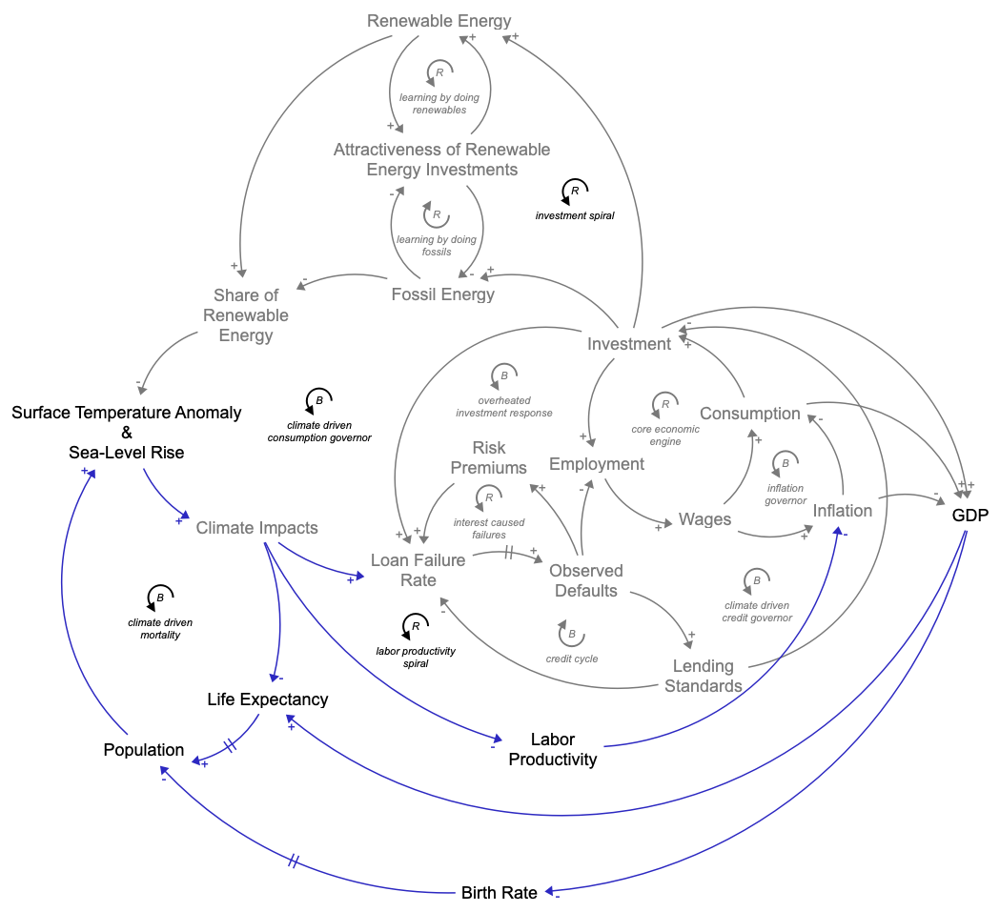 Renewable Energy
+
+
R
learning by doing
renewables
+
Attractiveness of Renewable
Energy Investments
-
R
learning by doing
fossils
-
R
investment spiral
+
+
-
Fossil Energy
Share of
Renewable
Energy
-
Investment
-
+
B
overheated
investment response
R
core economic
engine
Consumption
-
Surface Temperature Anomaly
&
Sea-Level Rise
+
B
climate driven
consumption governor
-
+
Risk
Premiums
+
Employment
-
+
B
inflation
governor
+
+
-
R
interest caused
failures
Wages
+
+
Inflation
-
GDP
+
Climate Impacts
+
+
+
Loan Failure
Rate
-
+
Observed
Defaults
B
climate driven
credit governor
B
climate driven
mortality
R
labor productivity
spiral
B
credit cycle
+
Lending
Standards
-
Life Expectancy
+
Population
+
-
-
Labor
Productivity
Birth Rate
-